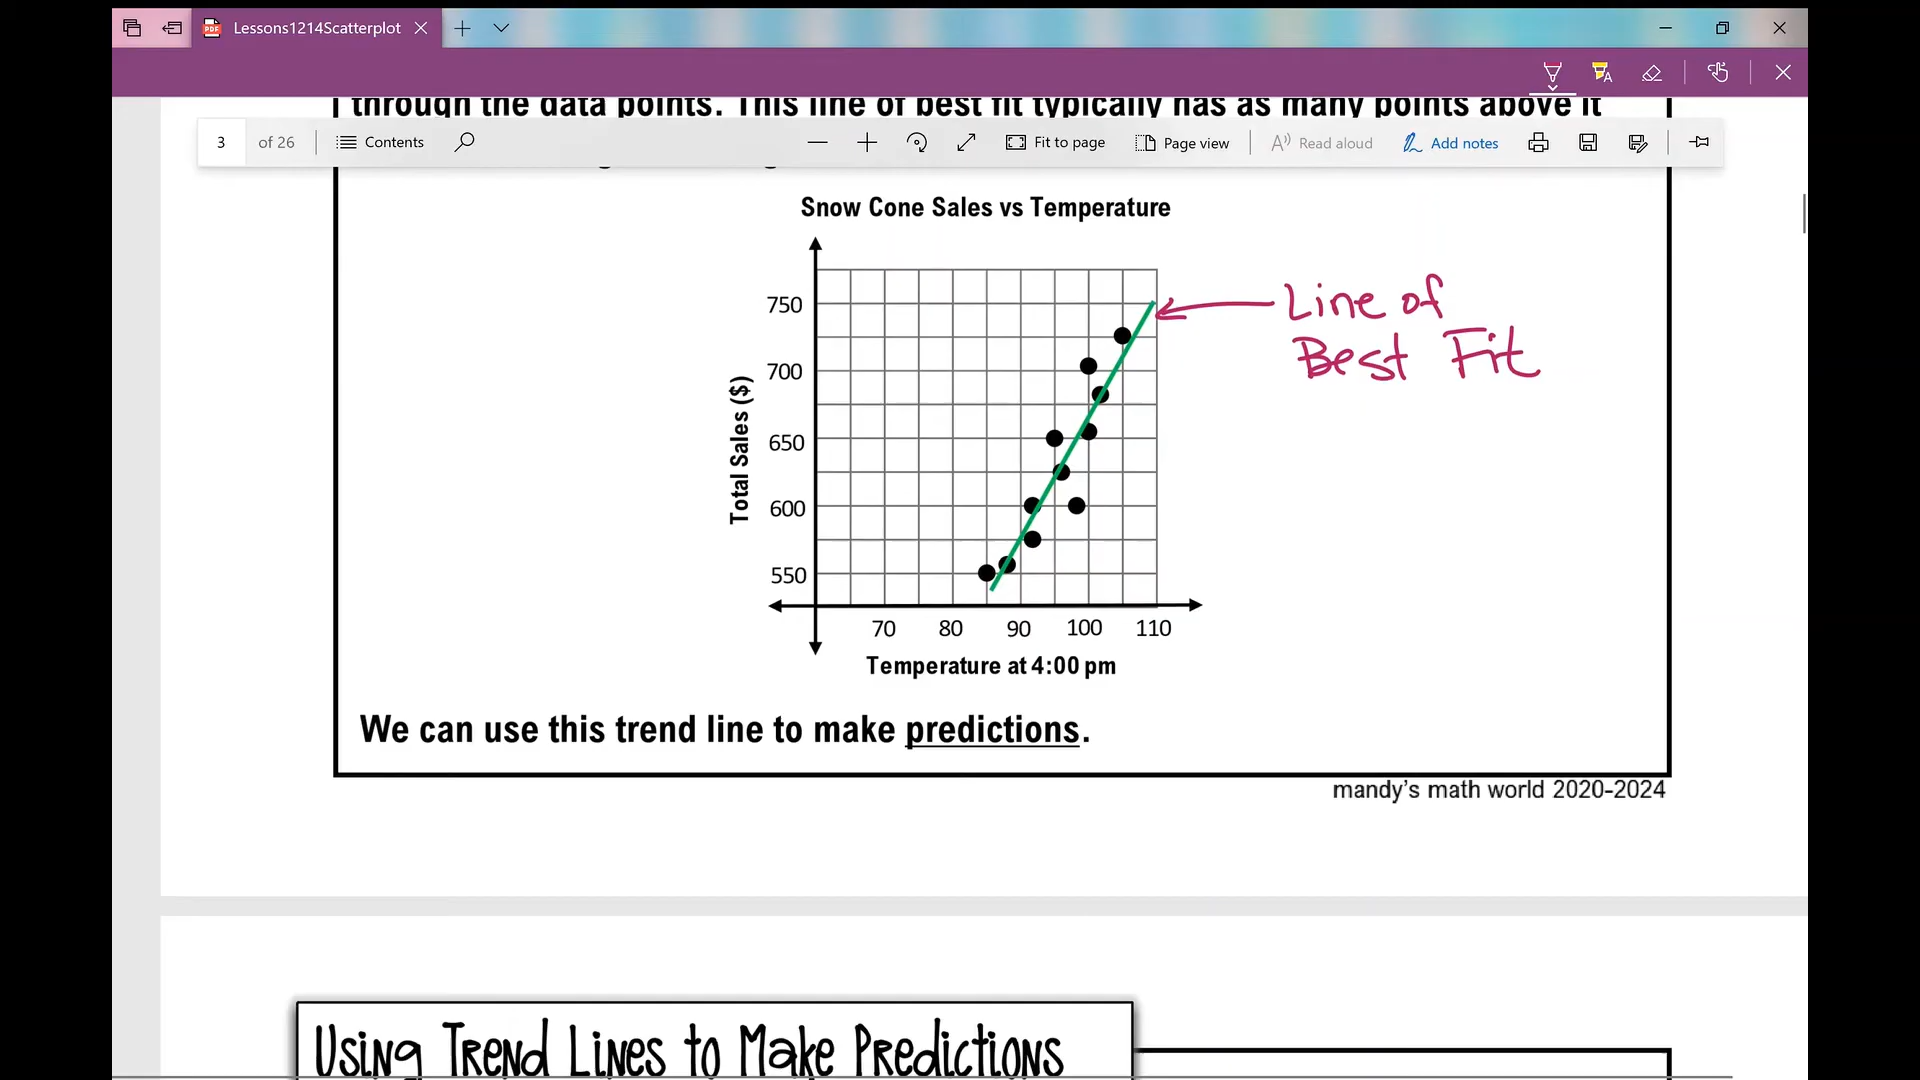 Lessons1214Scatterplot
through the data points. This line of best fit typically has as many points above it
3 of 26 Contents Fit to page Page view Read aloud Add notes
Snow Cone Sales vs Temperature
750
700
650
600
550
Total Sales ($)
70 80 90 100 110
Temperature at 4:00 pm
Line of
Best Fit
We can use this trend line to make predictions.
mandy's math world 2020-2024
Using Trend Lines to Make Predictions